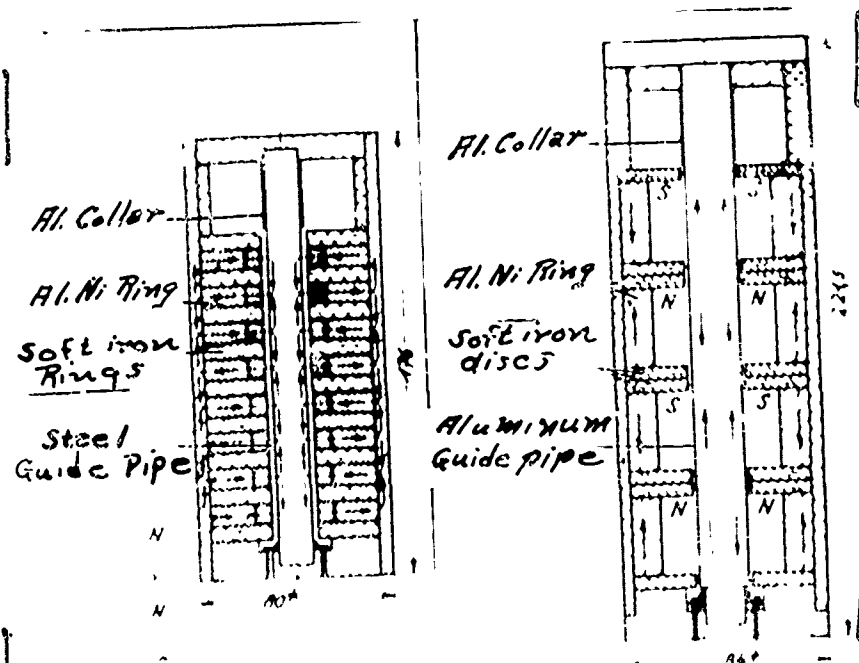 Al. Collar
Al. Ni Ring
Soft iron
Rings
Steel
Guide Pipe
N
N
Al. Collar
Al. Ni Ring
Soft iron
discs
Aluminum
Guide pipe
S
S
N
N
S
S
N
N